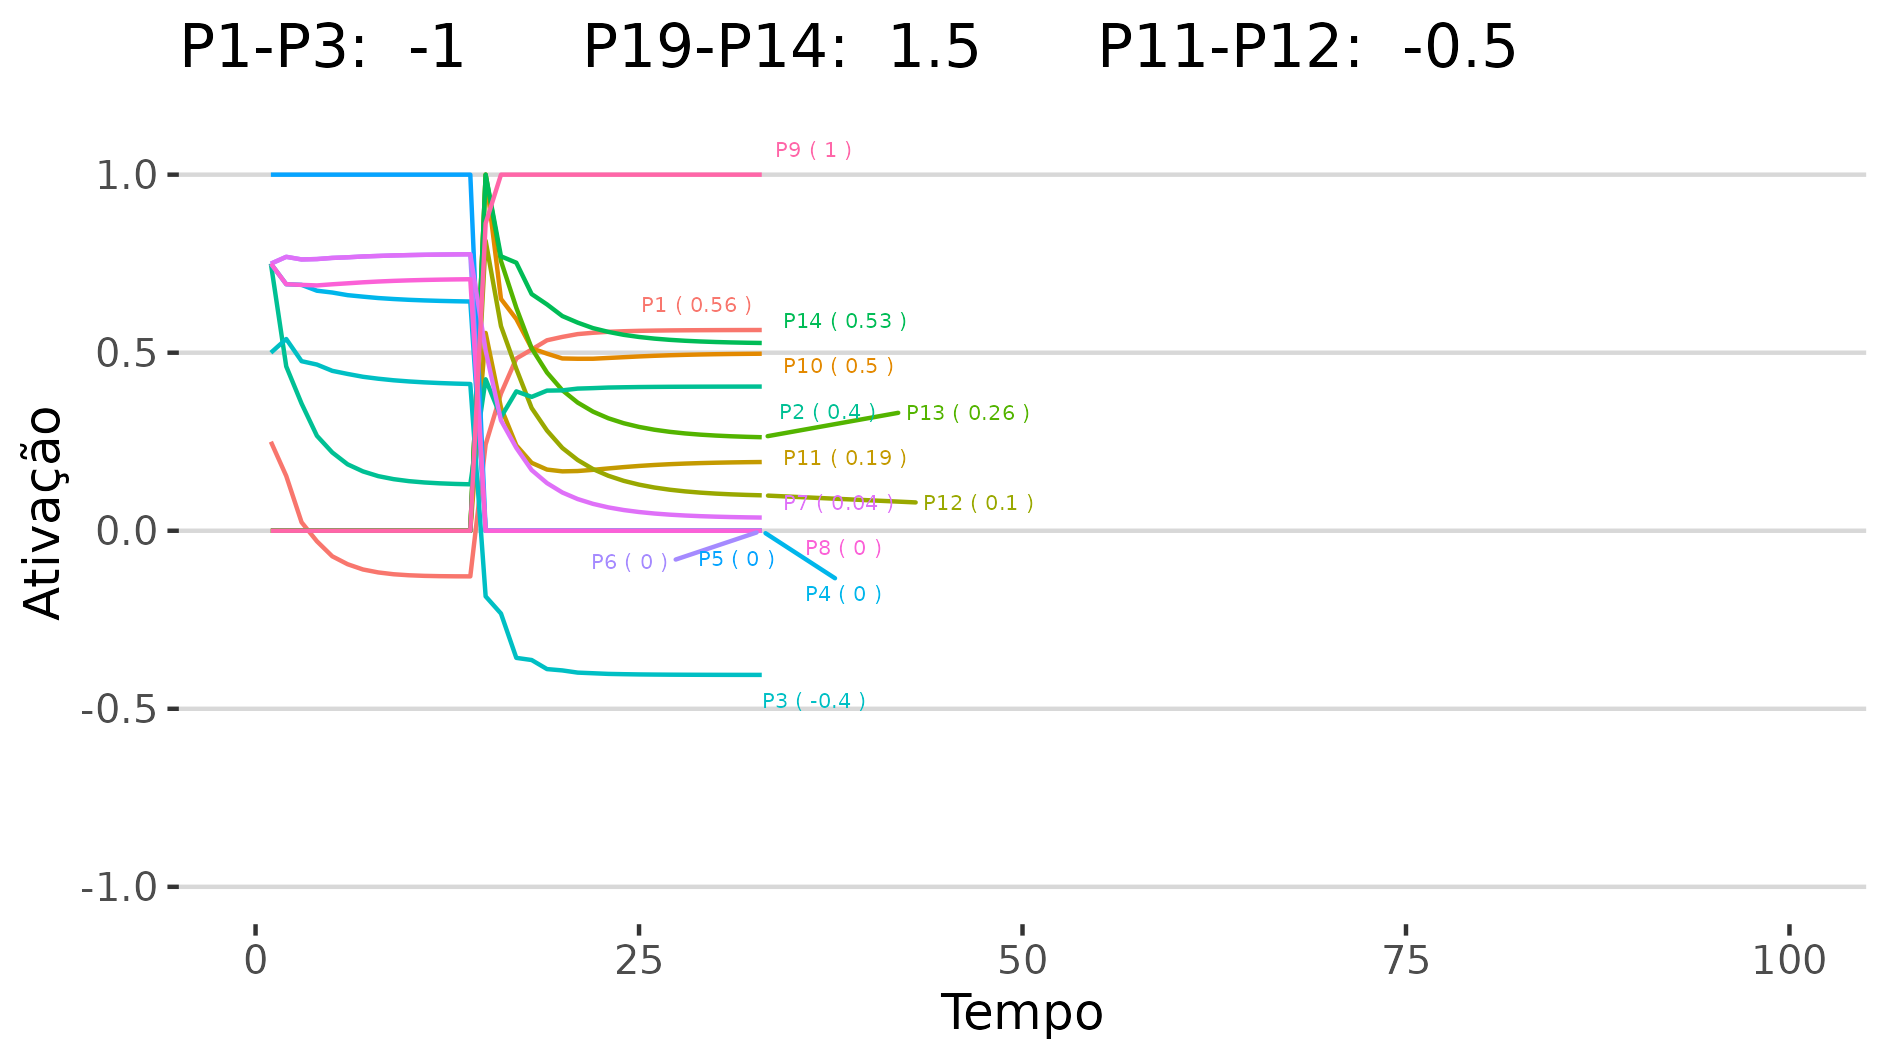 P1-P3: -1 P19-P14: 1.5 P11-P12: -0.5
P9 ( 1 )
1.0
P1 ( 0.56 )
P14 ( 0.53 )
0.5
P10 ( 0.5 )
P2 ( 0.4 )
P13 ( 0.26 )
P11 ( 0.19 )
P7 ( 0.04 )
P12 ( 0.1 )
0.0
P8 ( 0 )
P6 ( 0 )
P5 ( 0 )
P4 ( 0 )
P3 ( -0.4 )
-0.5
-1.0
Ativação
0 25 50 75 100
Tempo